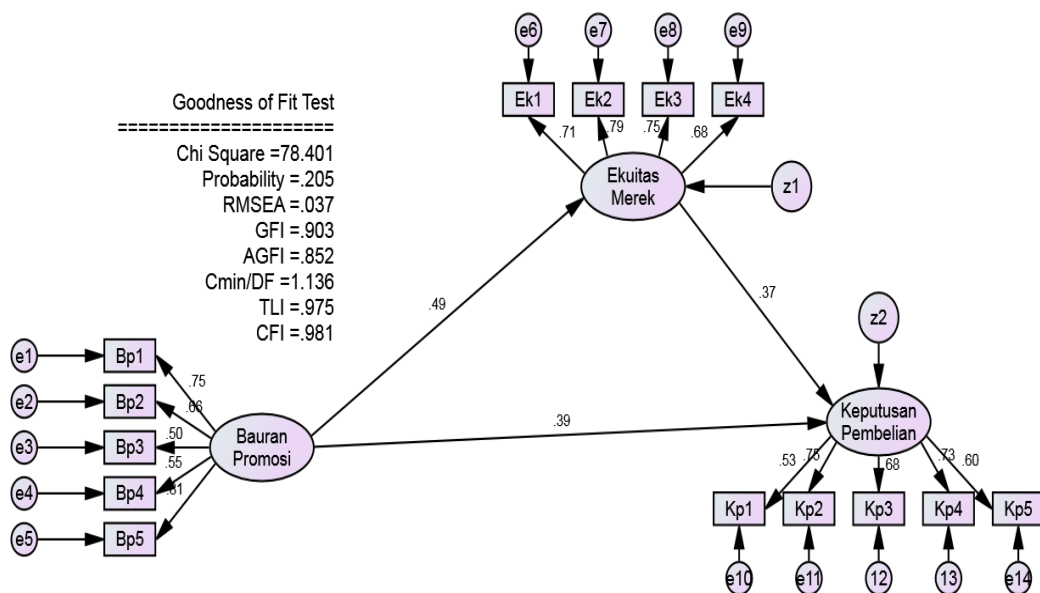 e6
e7
e8
e9
Ek1
Ek2
Ek3
Ek4
.71
.79
.75
.68
Goodness of Fit Test
=====================
Chi Square =78.401
Probability =.205
RMSEA =.037
GFI =.903
AGFI =.852
Cmin/DF =1.136
TLI =.975
CFI =.981
Ekuitas
Merek
z1
.49
.37
z2
e1
Bp1
.75
e2
Bp2
.66
e3
Bp3
.50
e4
Bp4
.55
e5
Bp5
Bauran
Promosi
.39
Keputusan
Pembelian
.53
68
.73
.60
Kp1
Kp2
Kp3
Kp4
Kp5
e10
e11
12
13
e14